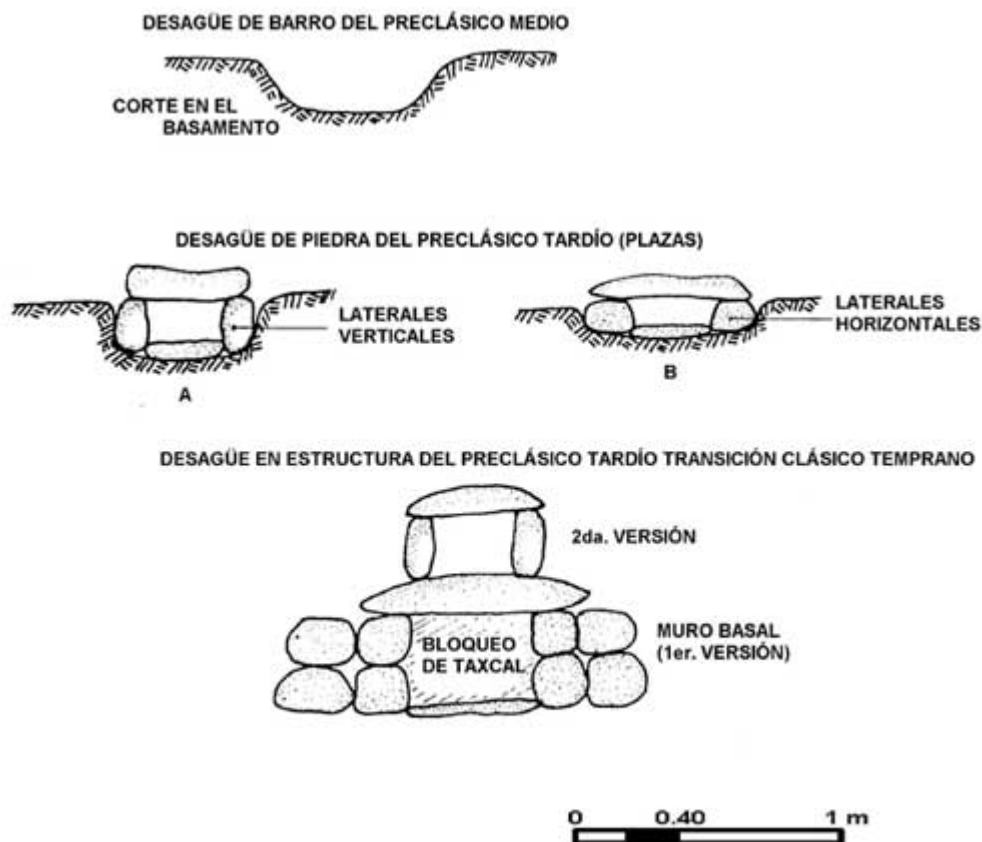 DESAGÜE DE BARRO DEL PRECLÁSICO MEDIO
CORTE EN EL
BASAMENTO
DESAGÜE DE PIEDRA DEL PRECLÁSICO TARDÍO (PLAZAS)
LATERALES
VERTICALES
A
LATERALES
HORIZONTALES
B
DESAGÜE EN ESTRUCTURA DEL PRECLÁSICO TARDÍO TRANSICIÓN CLÁSICO TEMPRANO
2da. VERSIÓN
BLOQUEO
DE TAXCAL
MURO BASAL
(1er. VERSIÓN)
0 0.40 1 m